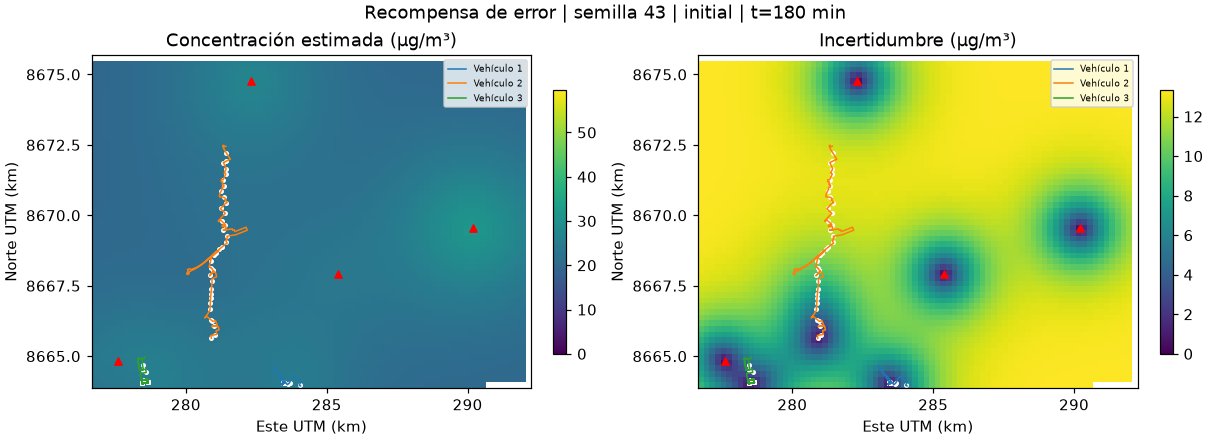 Recompensa de error | semilla 43 | initial | t=180 min
Concentración estimada (µg/m³)
Vehículo 1
Vehículo 2
Vehículo 3
8675.0
8672.5
8670.0
8667.5
8665.0
Norte UTM (km)
280
285
290
Este UTM (km)
50
40
30
20
10
0
Incertidumbre (µg/m³)
Vehículo 1
Vehículo 2
Vehículo 3
8675.0
8672.5
8670.0
8667.5
8665.0
Norte UTM (km)
280
285
290
Este UTM (km)
12
10
8
6
4
2
0